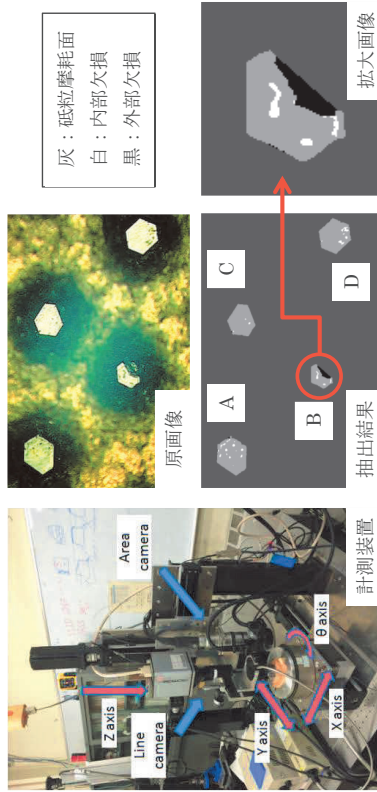 計測装置
Z axis
Line
camera
Area
camera
Y axis
X axis
θ axis
原画像
抽出結果
A
B
C
D
灰：砥粒摩耗面
白：内部欠損
黒：外部欠損
拡大画像